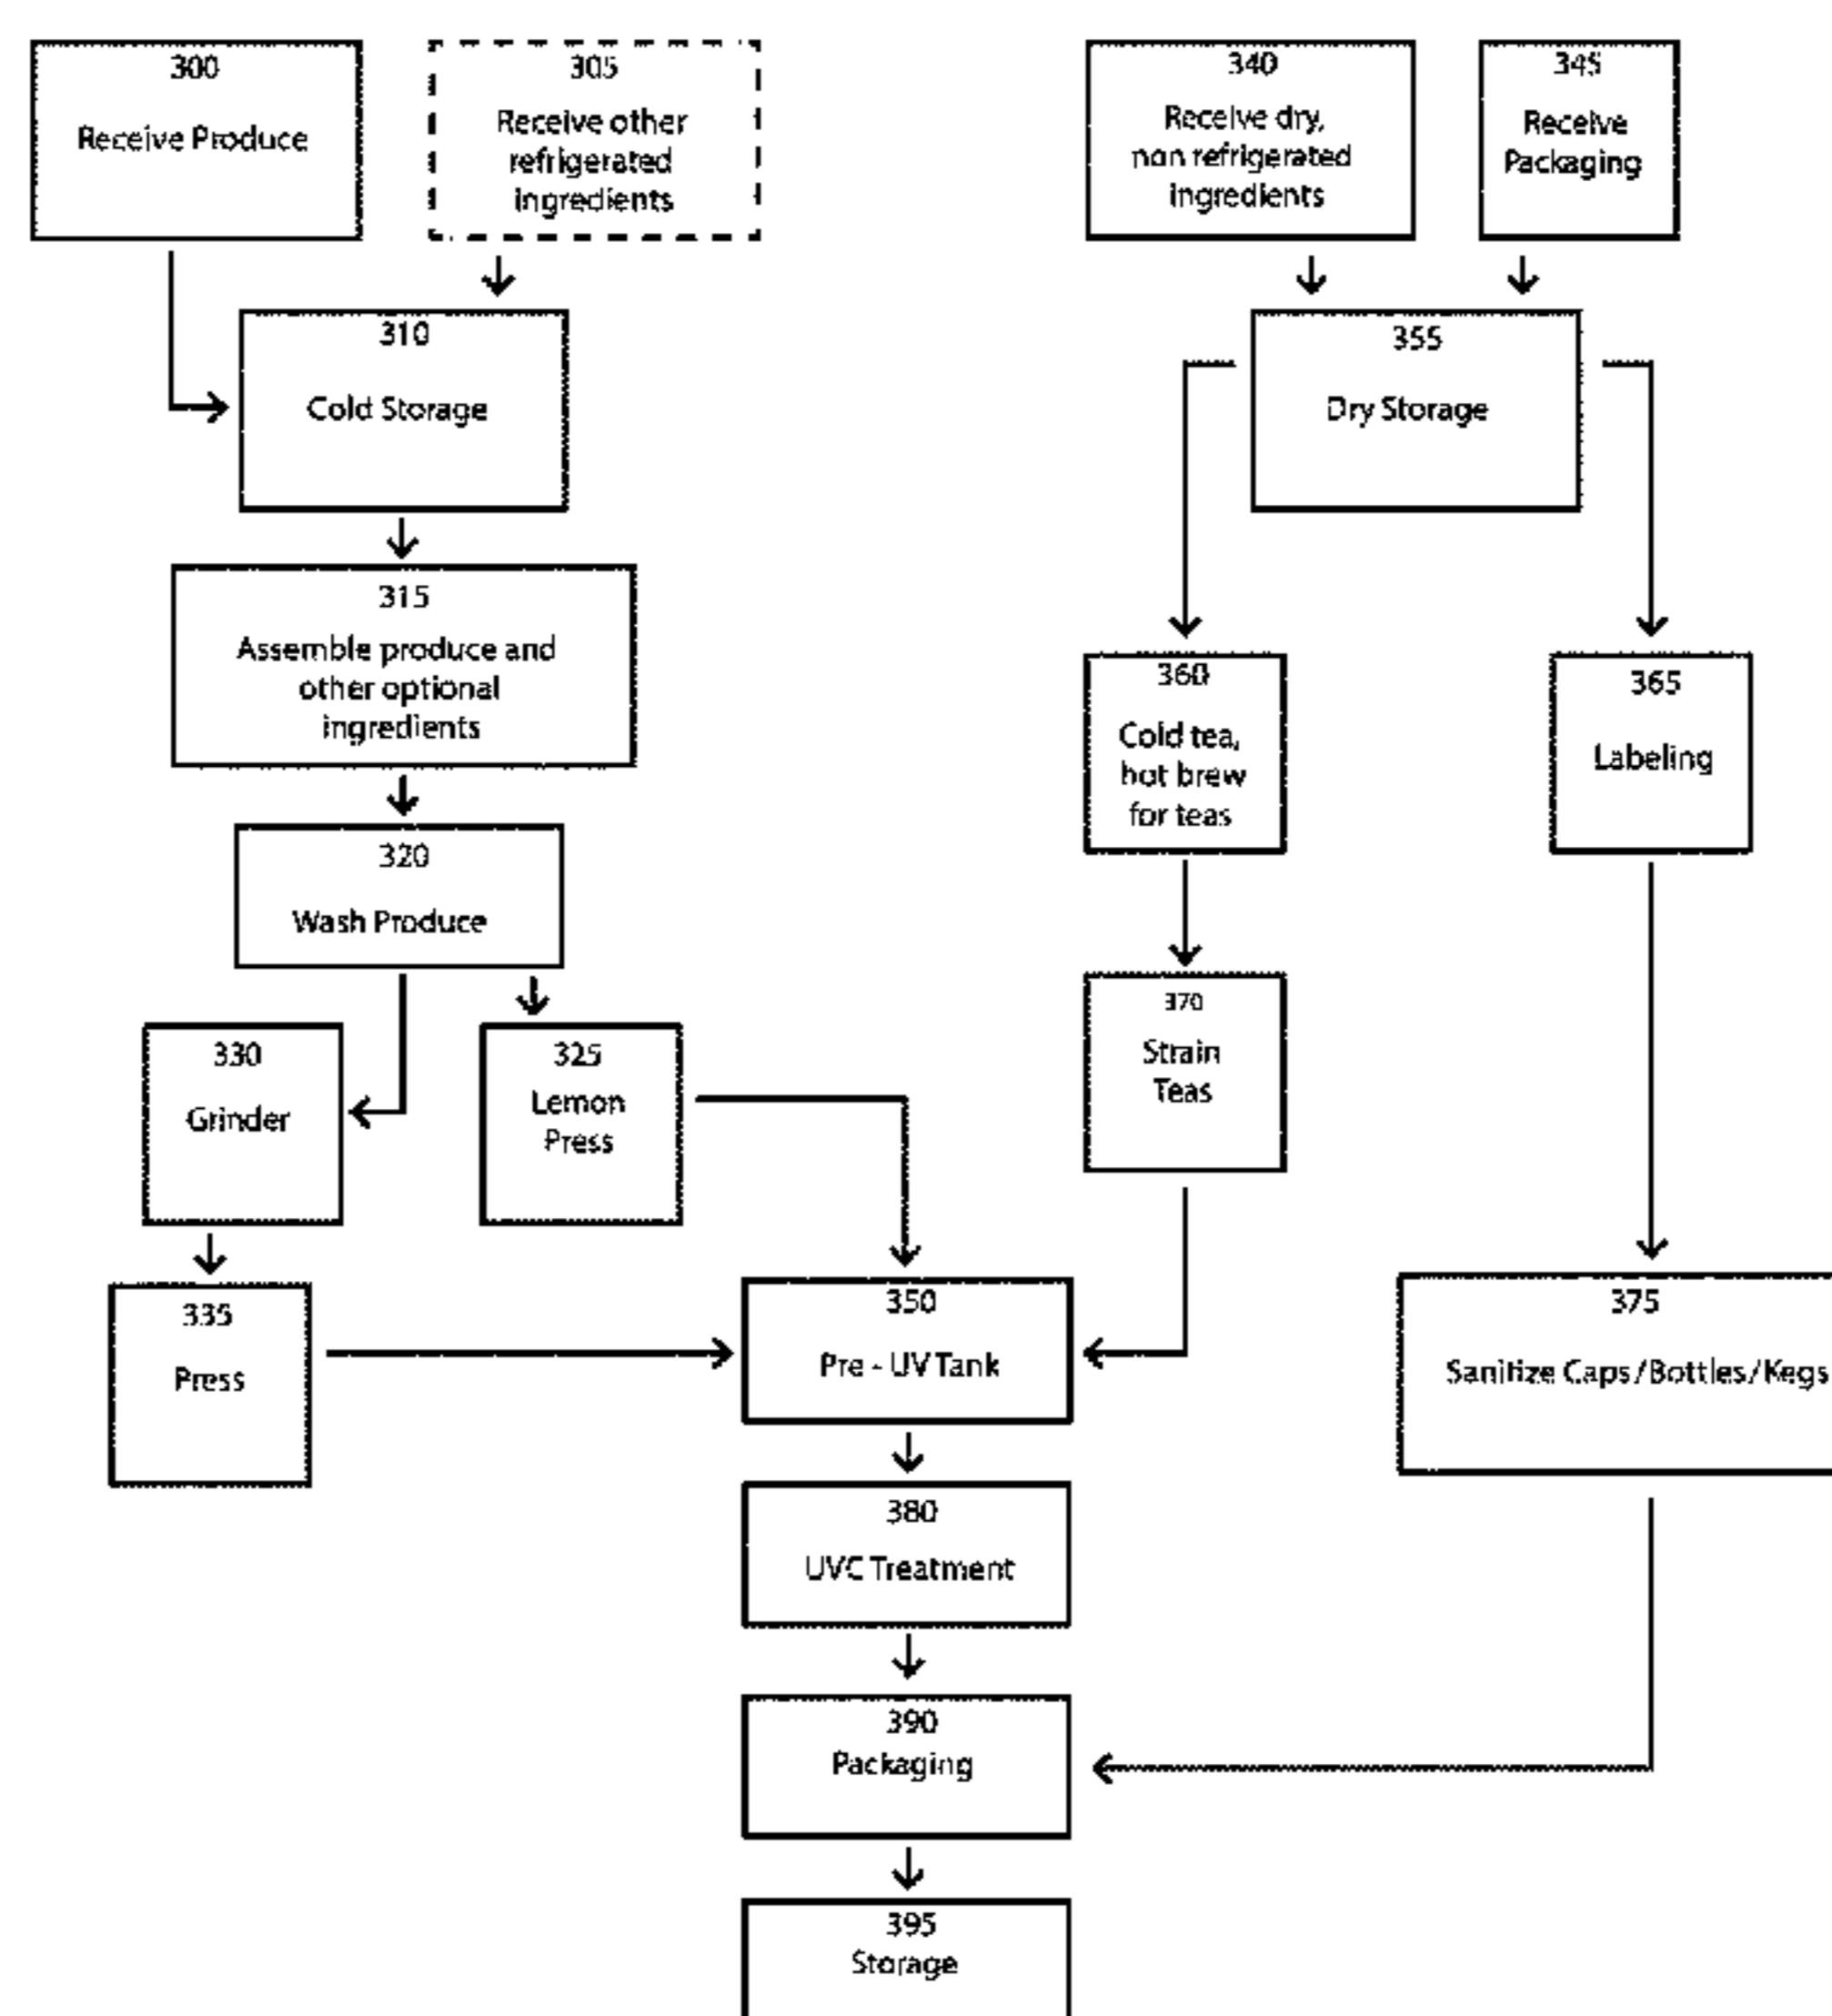 300
Receive Produce
305
Receive other
refrigerated
ingredients
340
Receive dry,
non refrigerated
ingredients
345
Receive
Packaging
310
Cold Storage
355
Dry Storage
315
Assemble produce and
other optional
ingredients
360
Cold tea,
hot brew
for teas
365
Labeling
320
Wash Produce
330
Grinder
325
Lemon
Press
370
Strain
Teas
335
Press
350
Pre - UV Tank
375
Sanitize Caps/Bottles/Kegs
380
UVC Treatment
390
Packaging
395
Storage